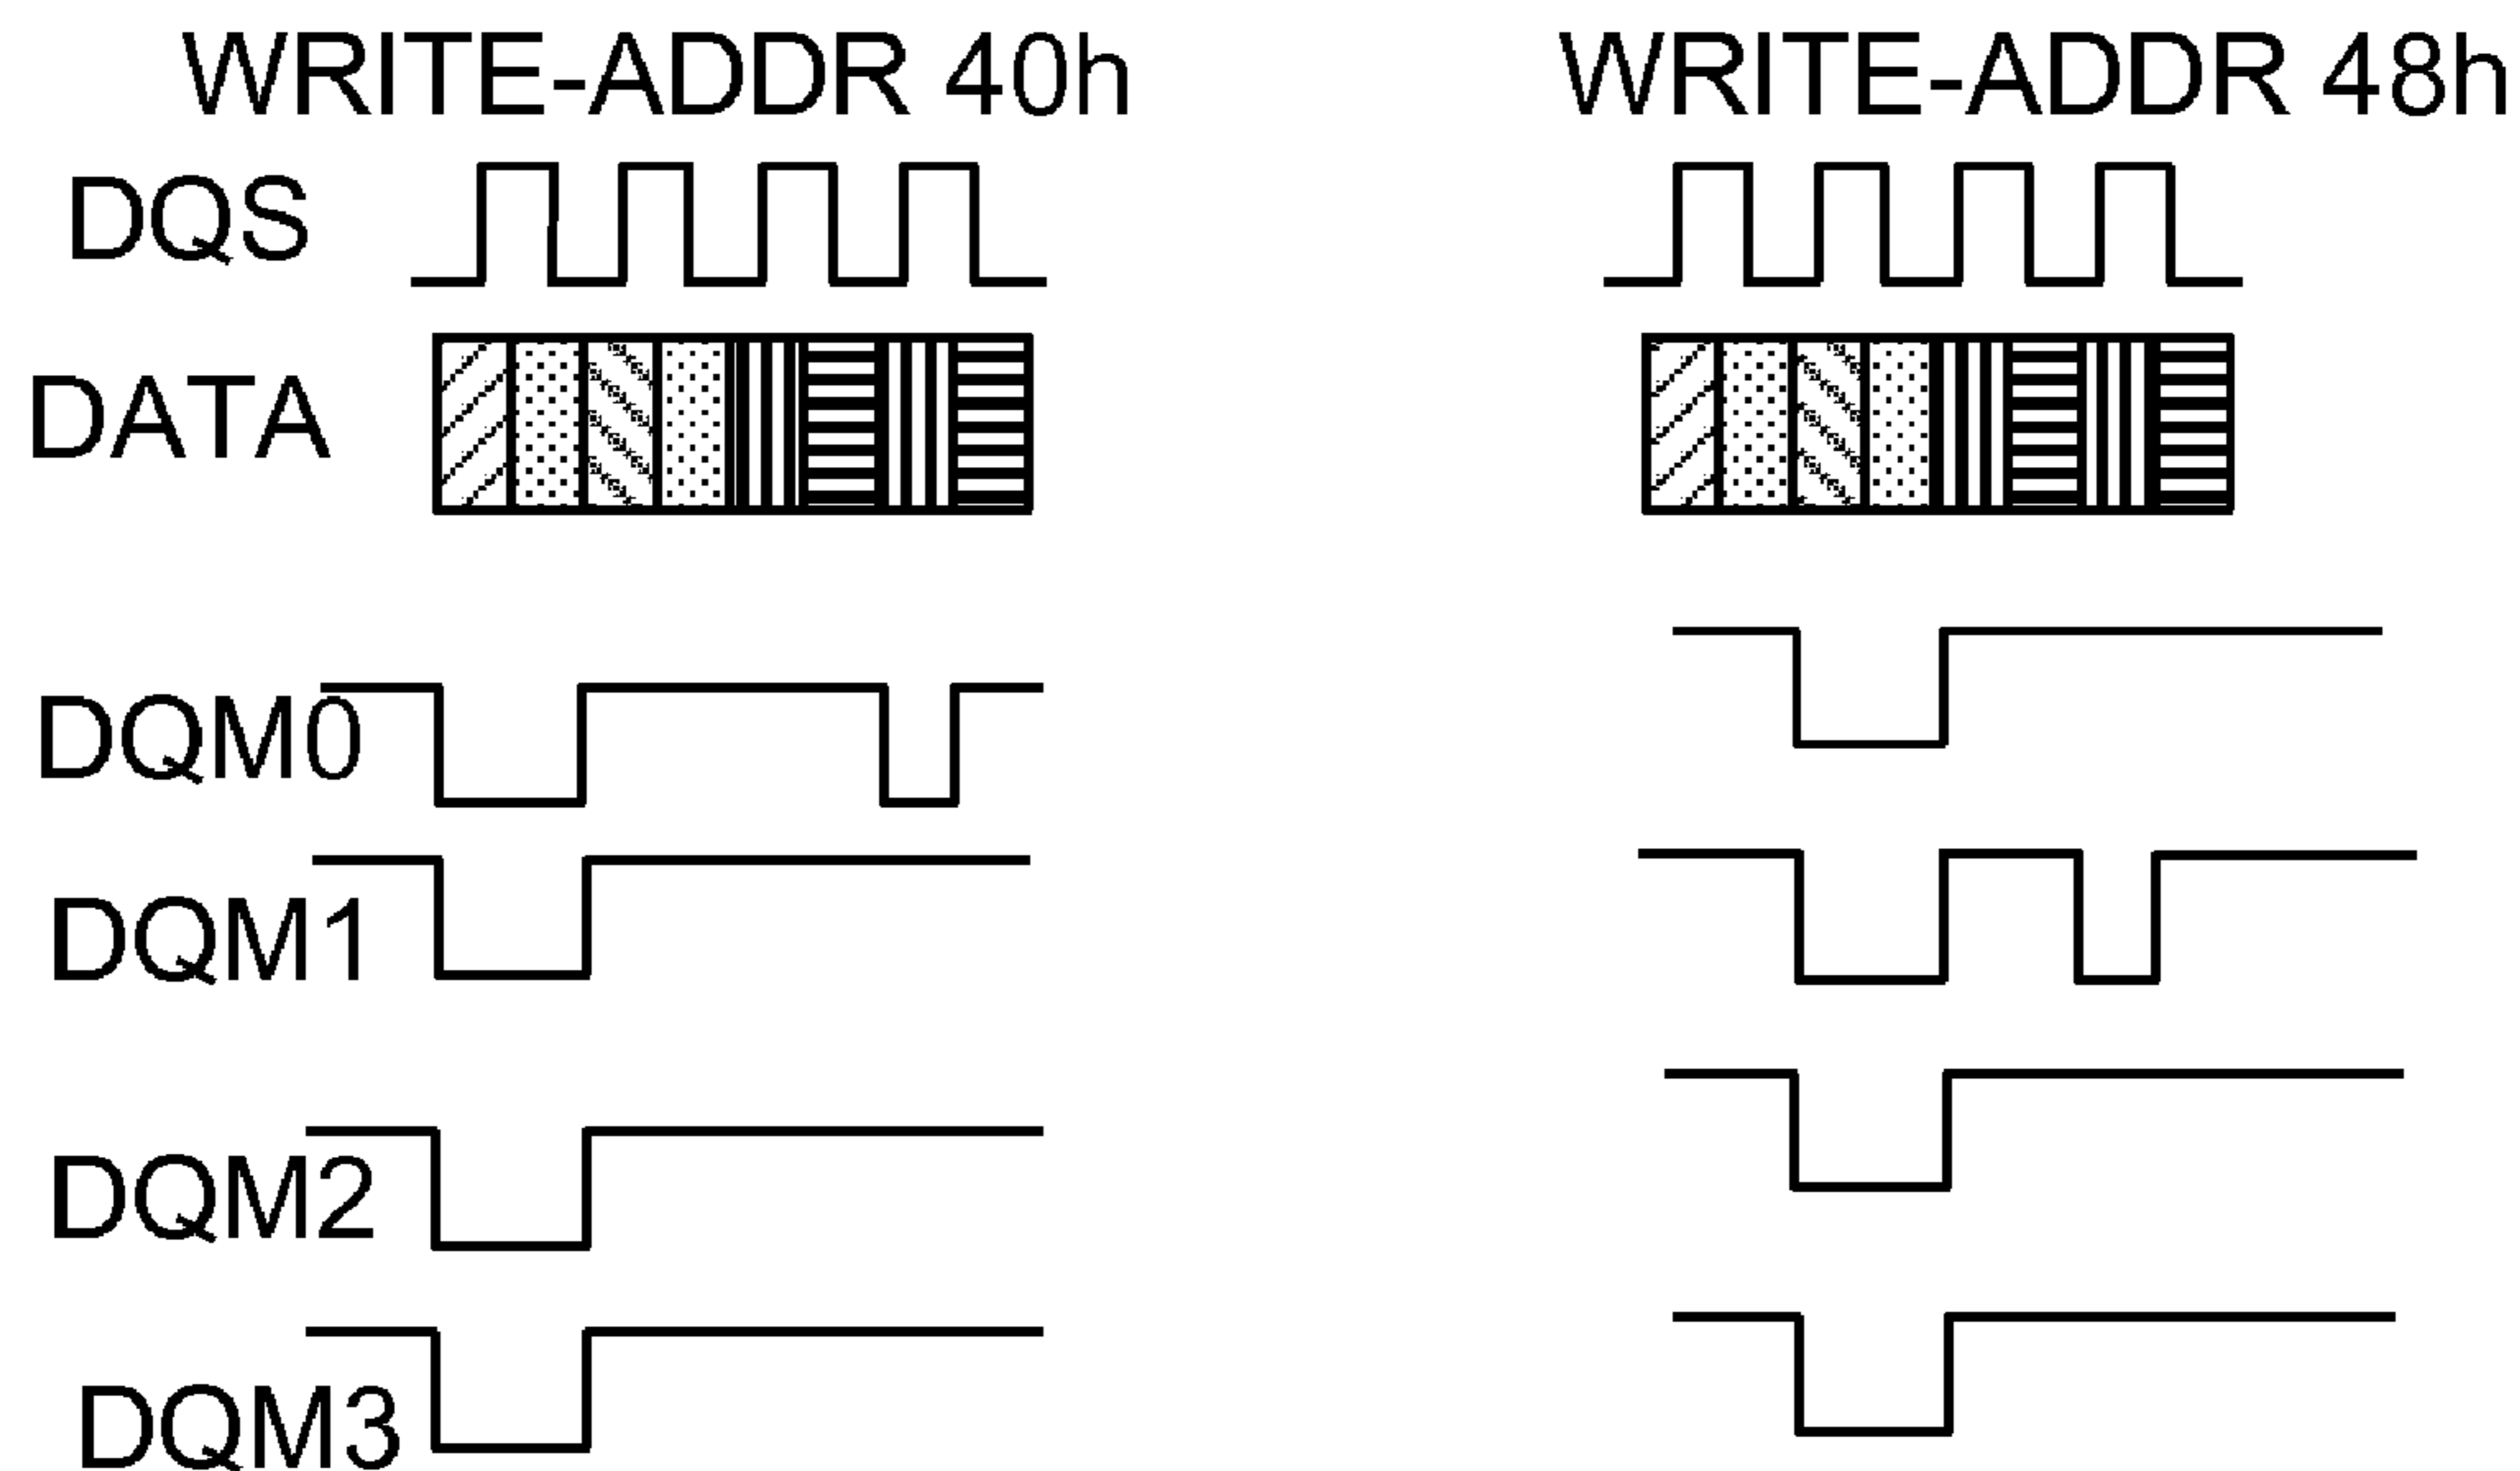 WRITE-ADDR 40h
WRITE-ADDR 48h
DQS
DATA
DQM0
DQM1
DQM2
DQM3